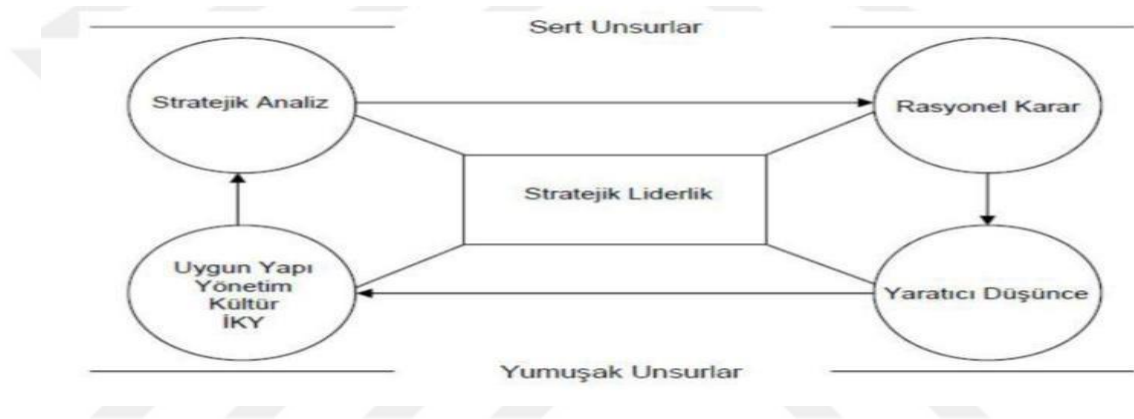 Sert Unsurlar
Stratejik Analiz
Rasyonel Karar
Stratejik Liderlik
Uygun Yapı
Yönetim
Kültür
İKY
Yaratıcı Düşünce
Yumuşak Unsurlar